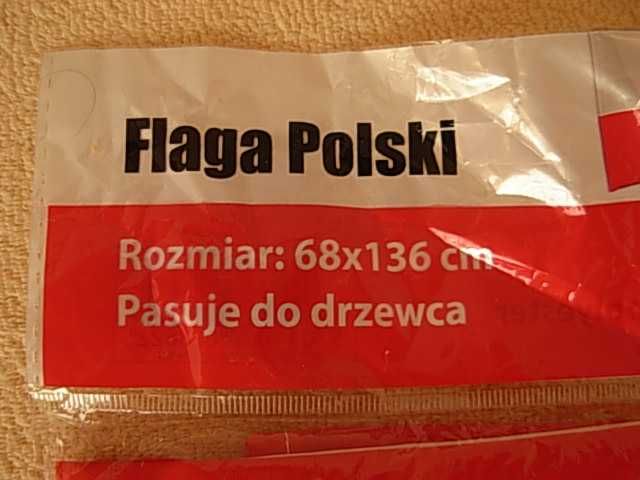 Flaga Polski
Rozmiar: 68x136 cm
Pasuje do drzewca